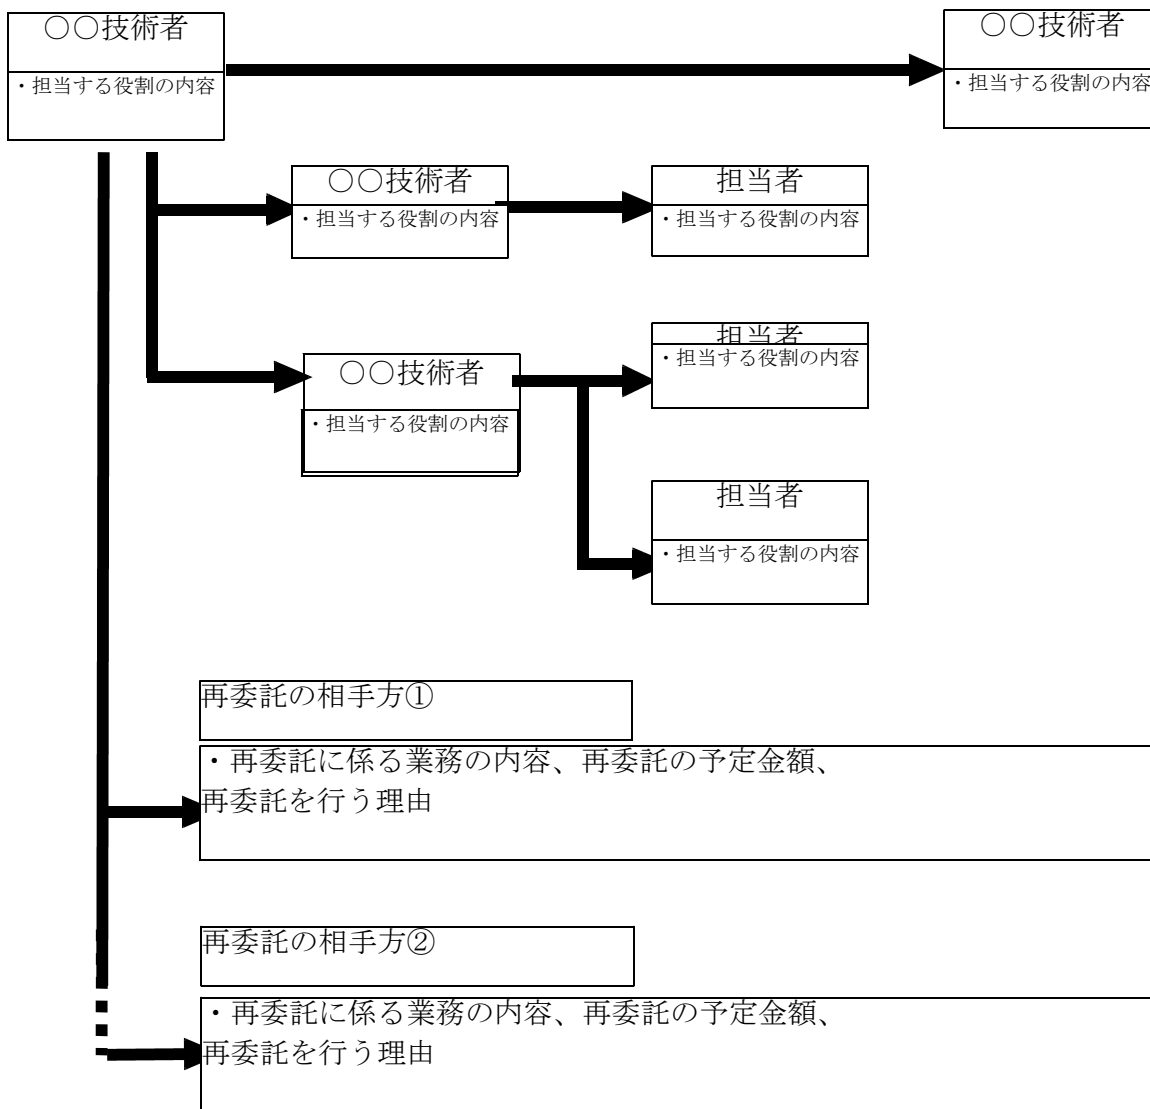 ○○技術者
・担当する役割の内容
○○技術者
・担当する役割の内容
○○技術者
・担当する役割の内容
担当者
・担当する役割の内容
○○技術者
・担当する役割の内容
担当者
・担当する役割の内容
担当者
・担当する役割の内容
再委託の相手方①
・再委託に係る業務の内容、再委託の予定金額、
再委託を行う理由
再委託の相手方②
・再委託に係る業務の内容、再委託の予定金額、
再委託を行う理由